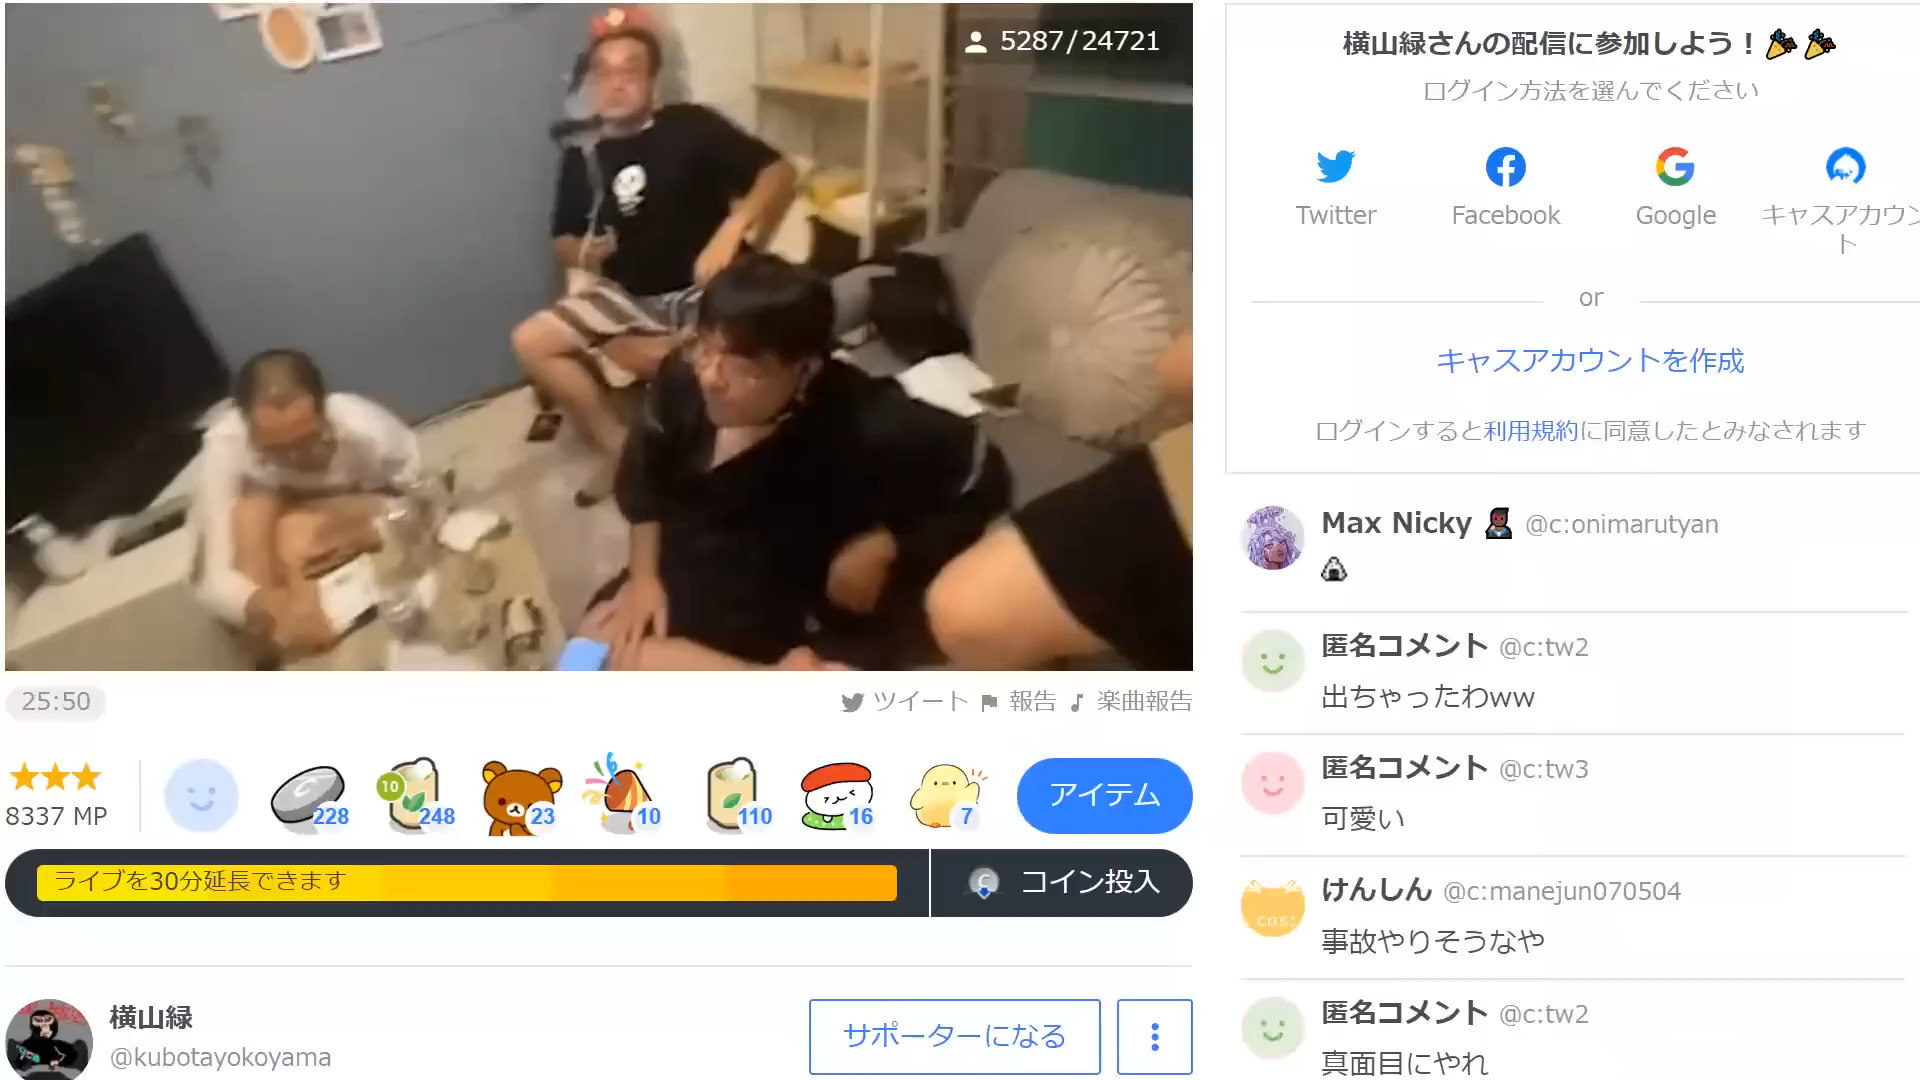 5287/24721
25:50
ツイート 報告 楽曲報告
8337 MP
228
10
248
23
10
110
16
7
アイテム
ライブを30分延長できます
コイン投入
横山緑
@kubotayokoyama
サポーターになる
横山緑さんの配信に参加しよう！
ログイン方法を選んでください
Twitter
Facebook
Google
キャスアカウン
ト
or
キャスアカウントを作成
ログインすると利用規約に同意したとみなされます
Max Nicky @c:onimarutyan
匿名コメント @c:tw2
出ちゃったわww
匿名コメント @c:tw3
可愛い
けんしん @c:manejun070504
cos:
事故やりそうなや
匿名コメント @c:tw2
真面目にやれ